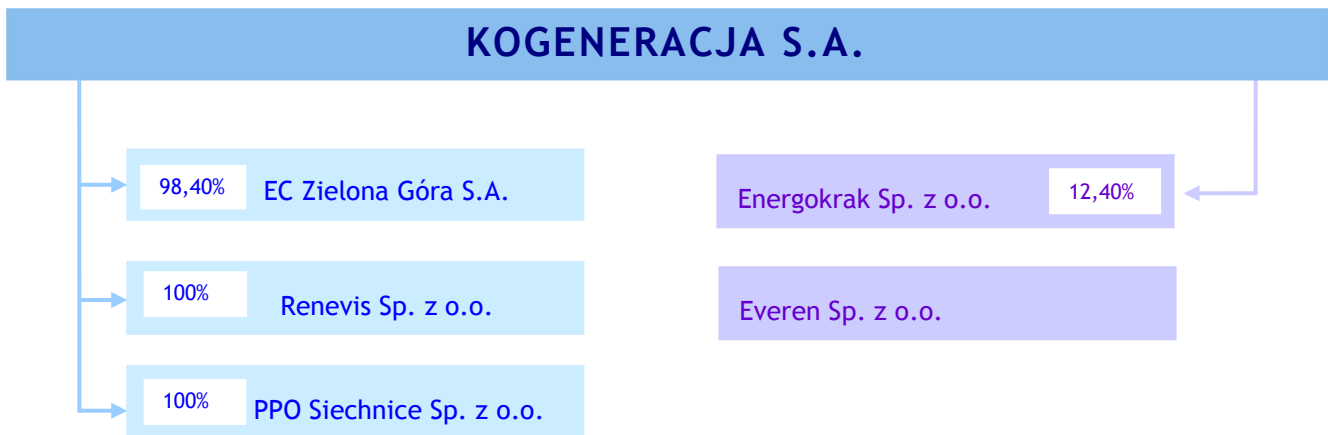 KOGENERACJA S.A.
98,40% EC Zielona Góra S.A.
Energokrak Sp. z o.o. 12,40%
100% Renevis Sp. z o.o.
Everen Sp. z o.o.
100% PPO Siechnice Sp. z o.o.